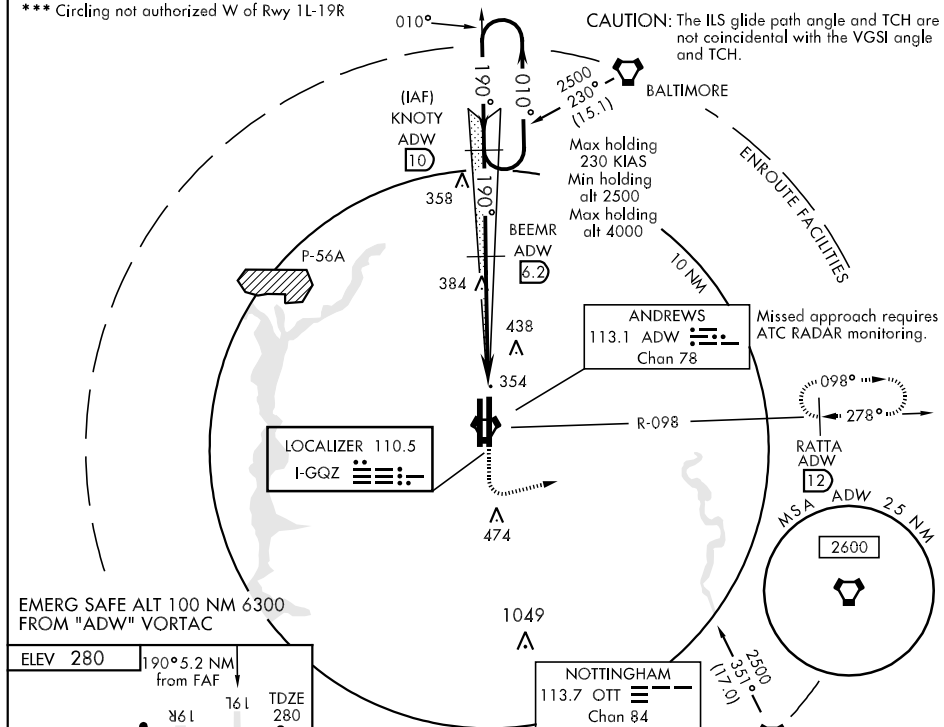 *** Circling not authorized W of Rwy 1L-19R
CAUTION: The ILS glide path angle and TCH are
not coincidental with the VGSI angle
and TCH.
010°
190°
010°
2500
230°
(15.1)
BALTIMORE
(IAF)
KNOTY
ADW
10
Max holding
230 KIAS
Min holding
alt 2500
Max holding
alt 4000
ENROUTE FACILITIES
358
190°
BEEMR
ADW
6.2
P-56A
384
10 NM
438
ANDREWS
113.1 ADW
Chan 78
Missed approach requires
ATC RADAR monitoring.
354
098°
278°
R-098
RATTA
ADW
12
LOCALIZER 110.5
I-GQZ
474
MSA ADW 25 NM
2600
EMERG SAFE ALT 100 NM 6300
FROM "ADW" VORTAC
1049
2500
351°
(17.0)
ELEV 280
190° 5.2 NM
from FAF
19R
19L
TDZE
280
NOTTINGHAM
113.7 OTT
Chan 84